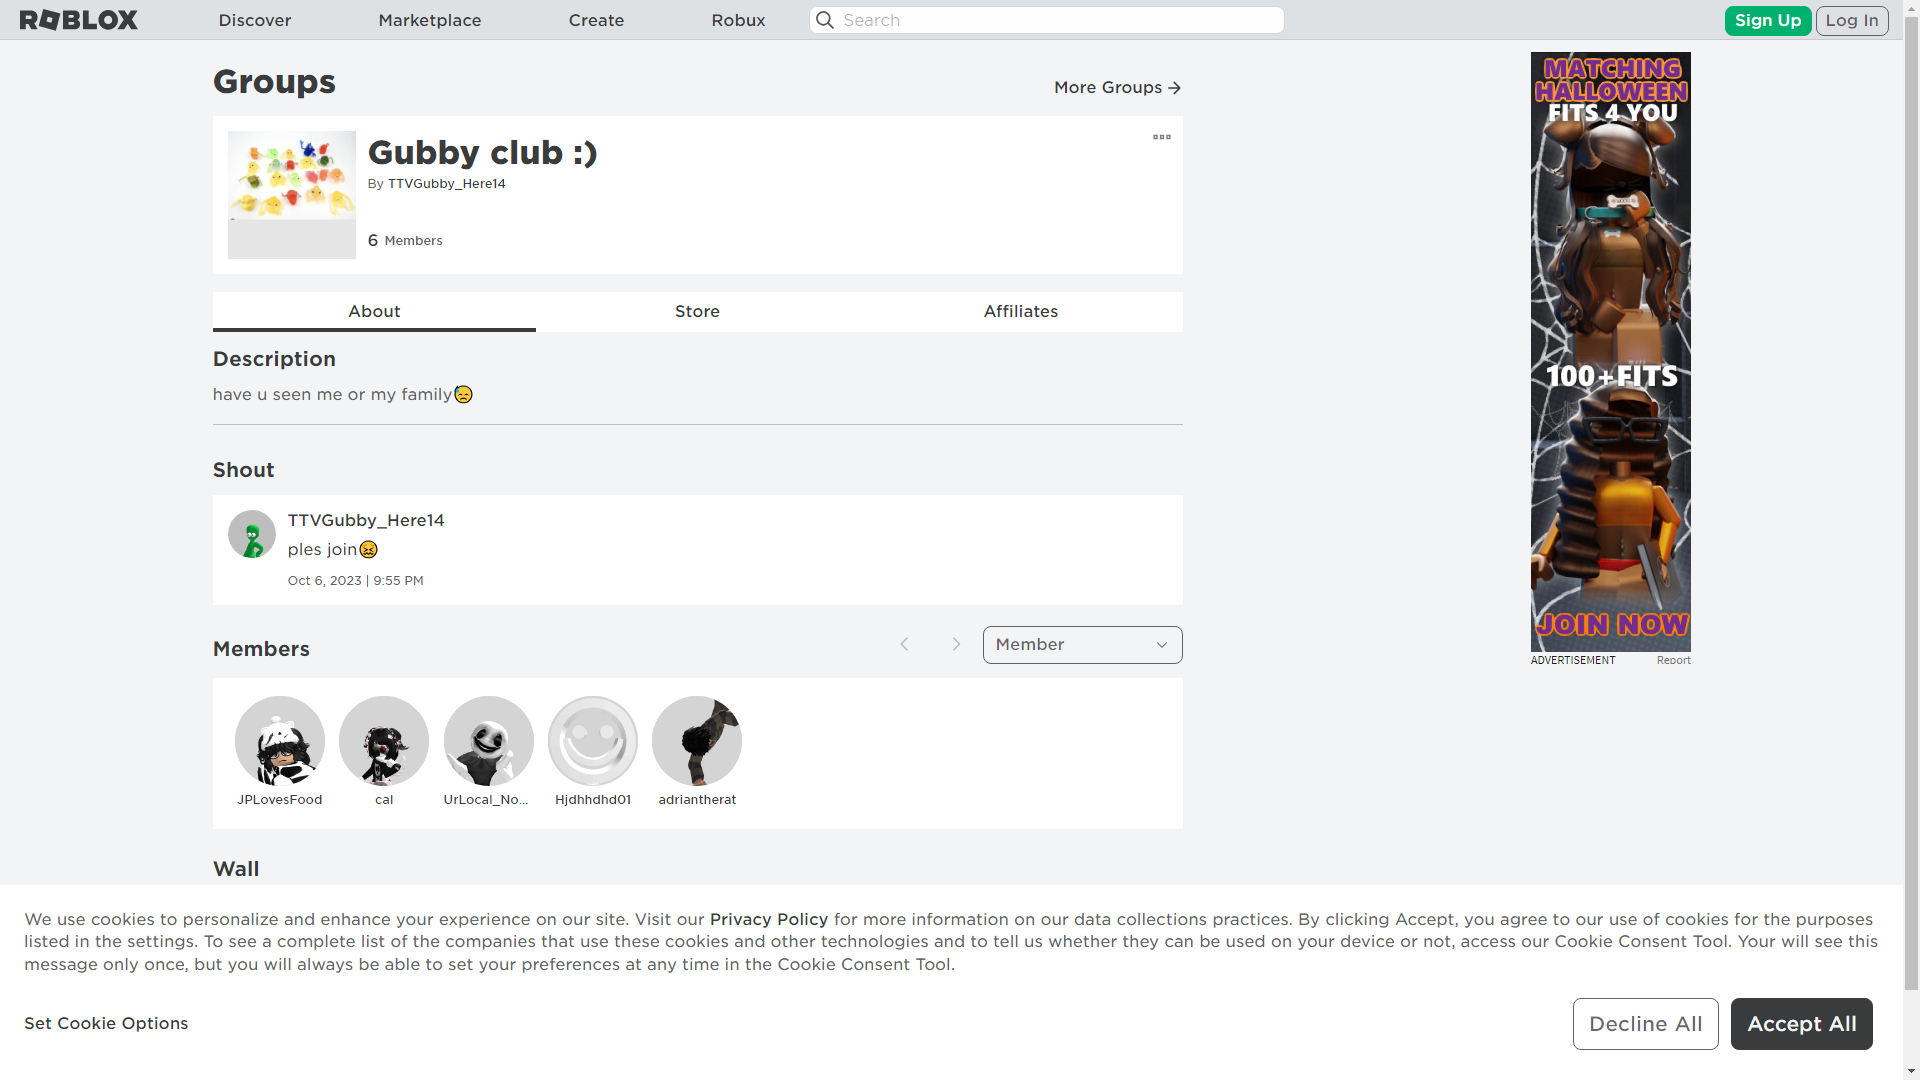 ROBLOX
Discover
Marketplace
Create
Robux
Search
Sign Up
Log In
Groups
More Groups
Gubby club :)
By TTVGubby_Here14
6 Members
About
Store
Affiliates
Description
have u seen me or my family😓
Shout
TTVGubby_Here14
ples join😖
Oct 6, 2023 | 9:55 PM
Members
Member
JPLovesFood
cal
UrLocal_No...
Hjdhhdhd01
adriantherat
Wall
MATCHING
HALLOWEEN
FITS 4 YOU
100+FITS
JOIN NOW
ADVERTISEMENT
Report
We use cookies to personalize and enhance your experience on our site. Visit our Privacy Policy for more information on our data collections practices. By clicking Accept, you agree to our use of cookies for the purposes
listed in the settings. To see a complete list of the companies that use these cookies and other technologies and to tell us whether they can be used on your device or not, access our Cookie Consent Tool. Your will see this
message only once, but you will always be able to set your preferences at any time in the Cookie Consent Tool.
Set Cookie Options
Decline All
Accept All